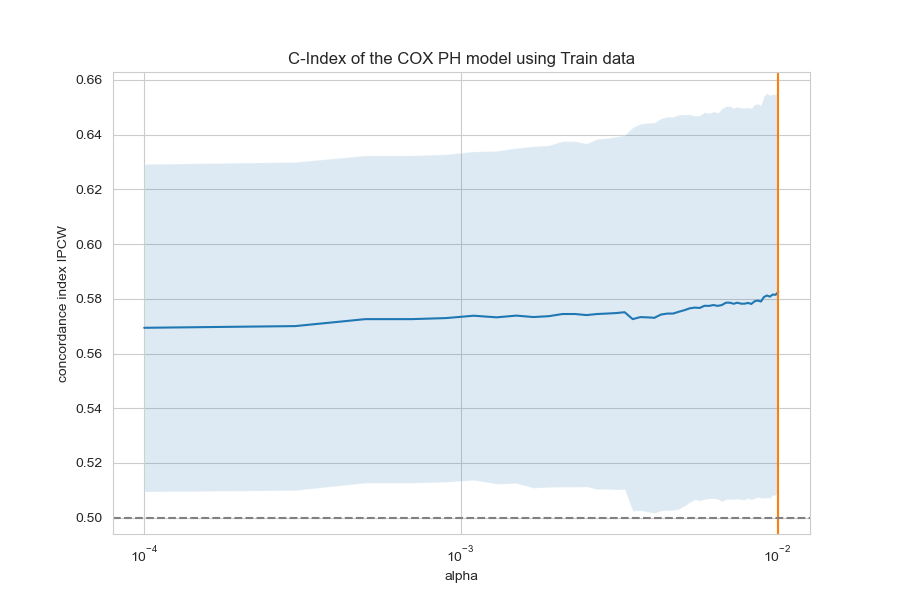 C-Index of the COX PH model using Train data
concordance index IPCW
0.66
0.64
0.62
0.60
0.58
0.56
0.54
0.52
0.50
10⁻⁴ 10⁻³ 10⁻²
alpha